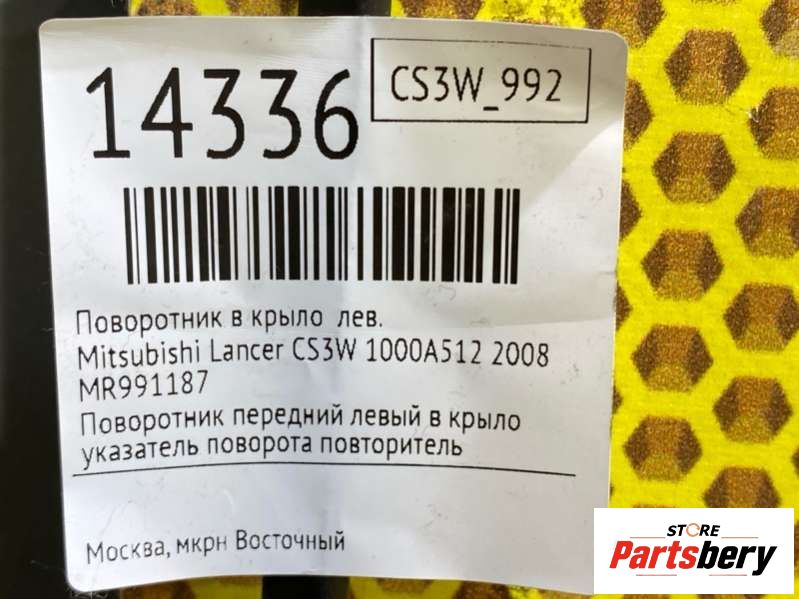 14336
CS3W_992
Поворотник в крыло лев.
Mitsubishi Lancer CS3W 1000A512 2008
MR991187
Поворотник передний левый в крыло
указатель поворота повторитель
Москва, мкрн Восточный
STORE
Partsbery